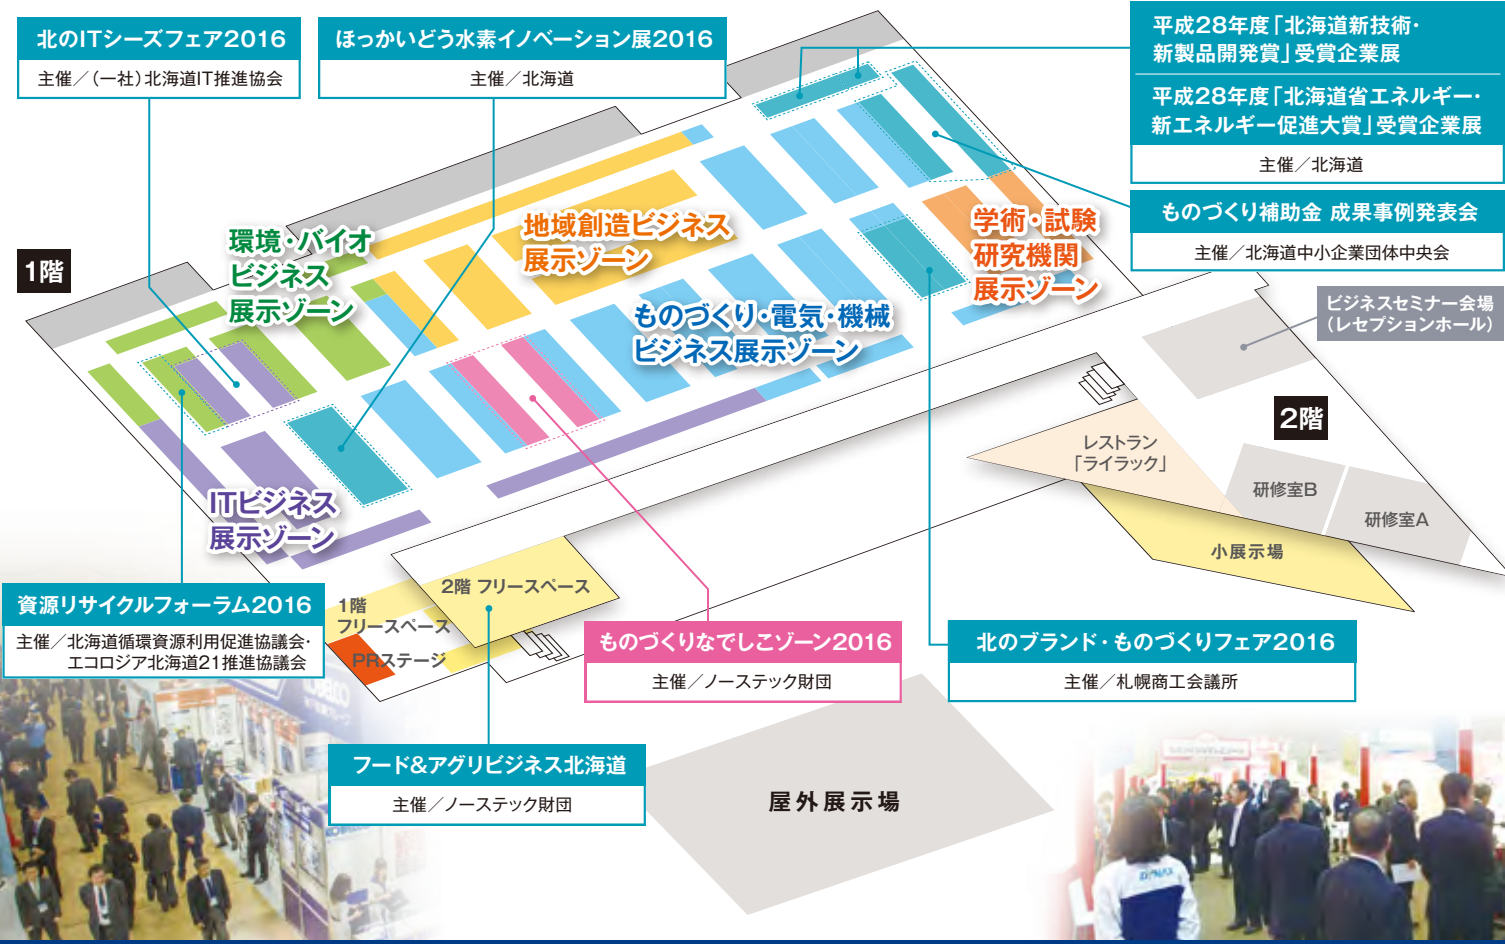 北のITシーズフェア2016
主催／(一社)北海道IT推進協会
ほっかいどう水素イノベーション展2016
主催／北海道
平成28年度「北海道新技術・
新製品開発賞」受賞企業展
平成28年度「北海道省エネルギー・
新エネルギー促進大賞」受賞企業展
主催／北海道
ものづくり補助金 成果事例発表会
主催／北海道中小企業団体中央会
ビジネスセミナー会場
(レセプションホール)
1階
環境・バイオ
ビジネス
展示ゾーン
地域創造ビジネス
展示ゾーン
学術・試験
研究機関
展示ゾーン
ものづくり・電気・機械
ビジネス展示ゾーン
ITビジネス
展示ゾーン
2階
レストラン
「ライラック」
研修室B
研修室A
小展示場
2階 フリースペース
1階
フリースペース
PRステージ
資源リサイクルフォーラム2016
主催／北海道循環資源利用促進協議会・
エコロジア北海道21推進協議会
ものづくりなでしこゾーン2016
主催／ノーステック財団
北のブランド・ものづくりフェア2016
主催／札幌商工会議所
フード&アグリビジネス北海道
主催／ノーステック財団
屋外展示場